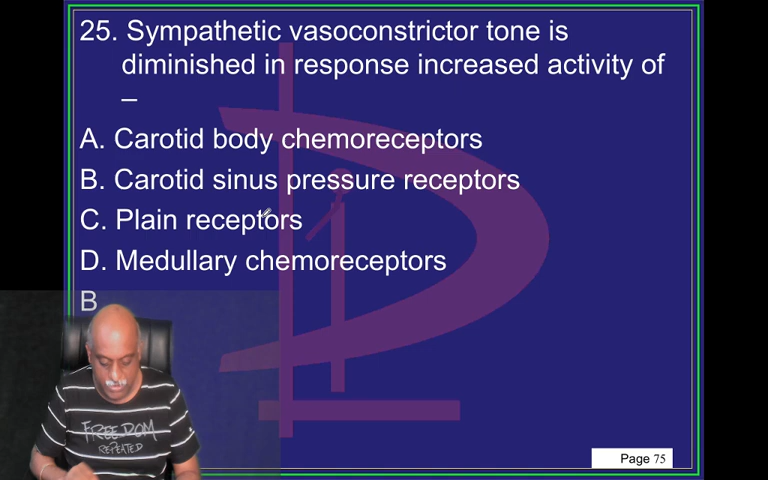 25. Sympathetic vasoconstrictor tone is
diminished in response increased activity of
–
A. Carotid body chemoreceptors
B. Carotid sinus pressure receptors
C. Plain receptors
D. Medullary chemoreceptors
B
FREEDOM
REPEATED
Page 75